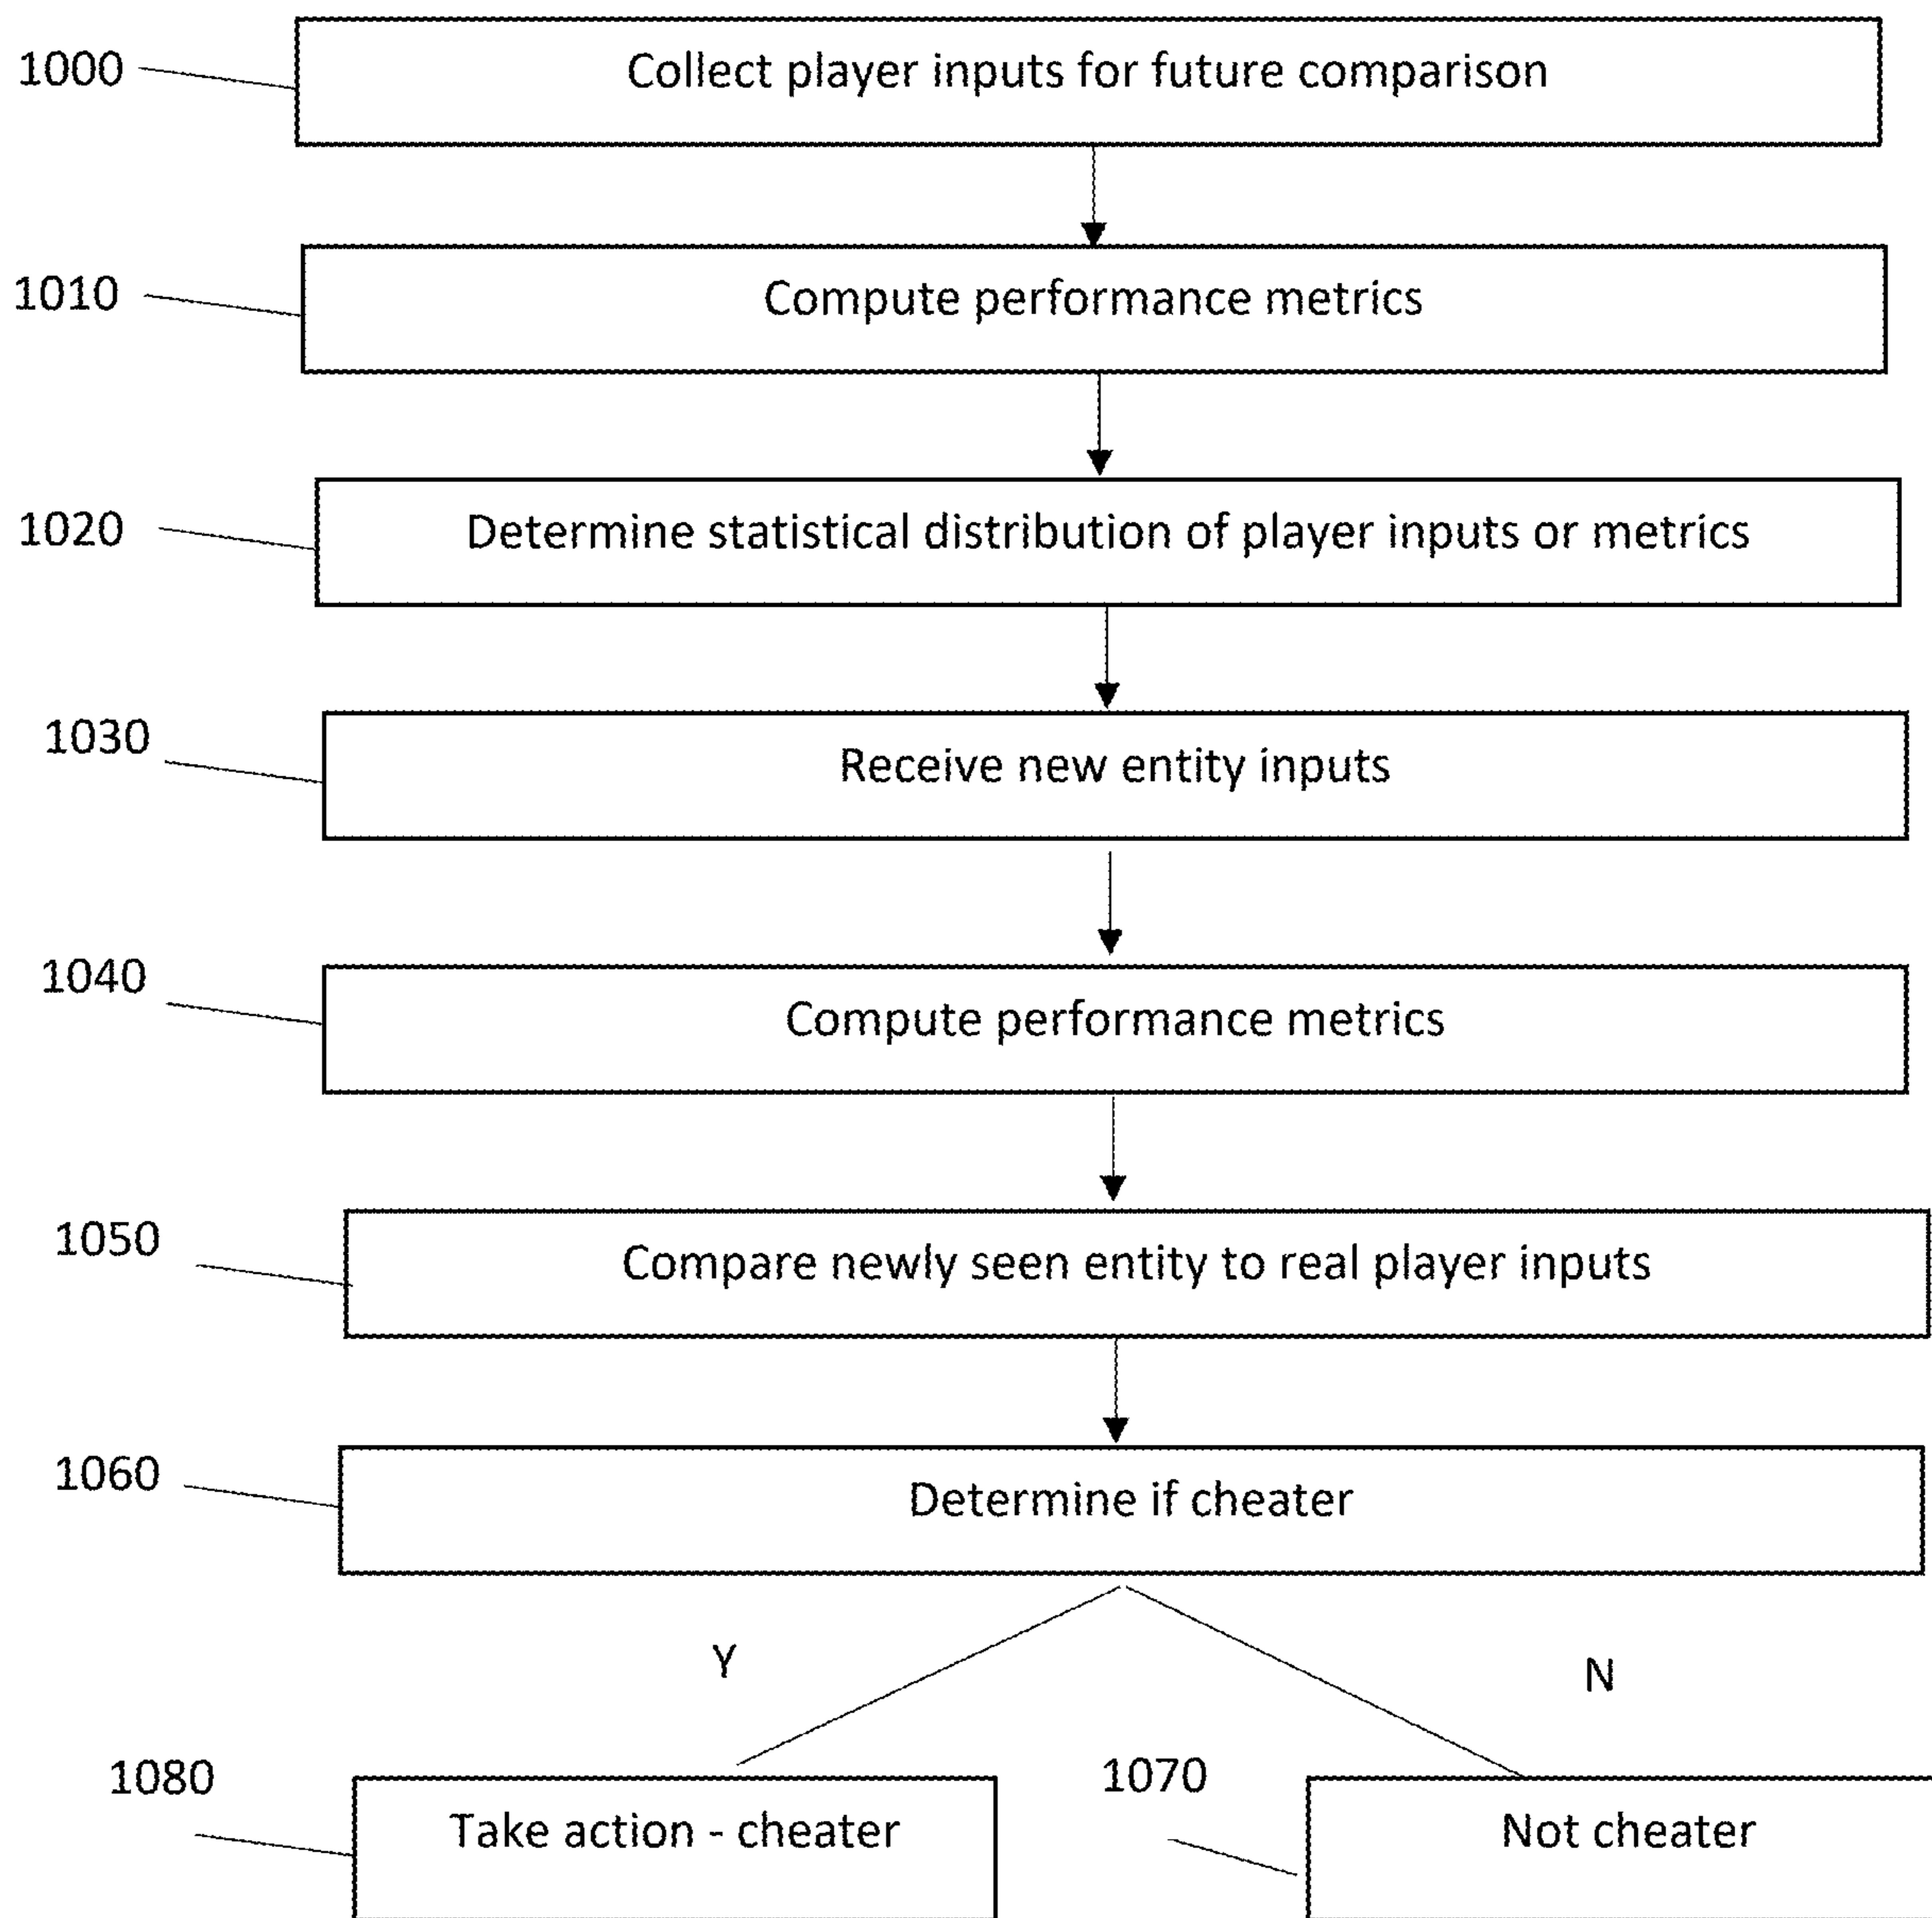 1000
Collect player inputs for future comparison
1010
Compute performance metrics
1020
Determine statistical distribution of player inputs or metrics
1030
Receive new entity inputs
1040
Compute performance metrics
1050
Compare newly seen entity to real player inputs
1060
Determine if cheater
Y
N
1080
Take action - cheater
1070
Not cheater